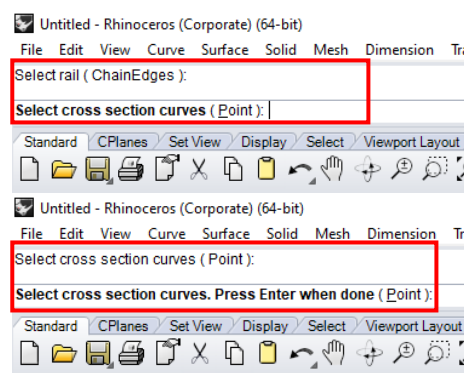 Untitled - Rhinoceros (Corporate) (64-bit)
File Edit View Curve Surface Solid Mesh Dimension
Select rail ( ChainEdges ):
Select cross section curves ( Point ):
Standard CPlanes Set View Display Select Viewport Layout
Untitled - Rhinoceros (Corporate) (64-bit)
File Edit View Curve Surface Solid Mesh Dimension
Select cross section curves ( Point ):
Select cross section curves. Press Enter when done ( Point ):
Standard CPlanes Set View Display Select Viewport Layout